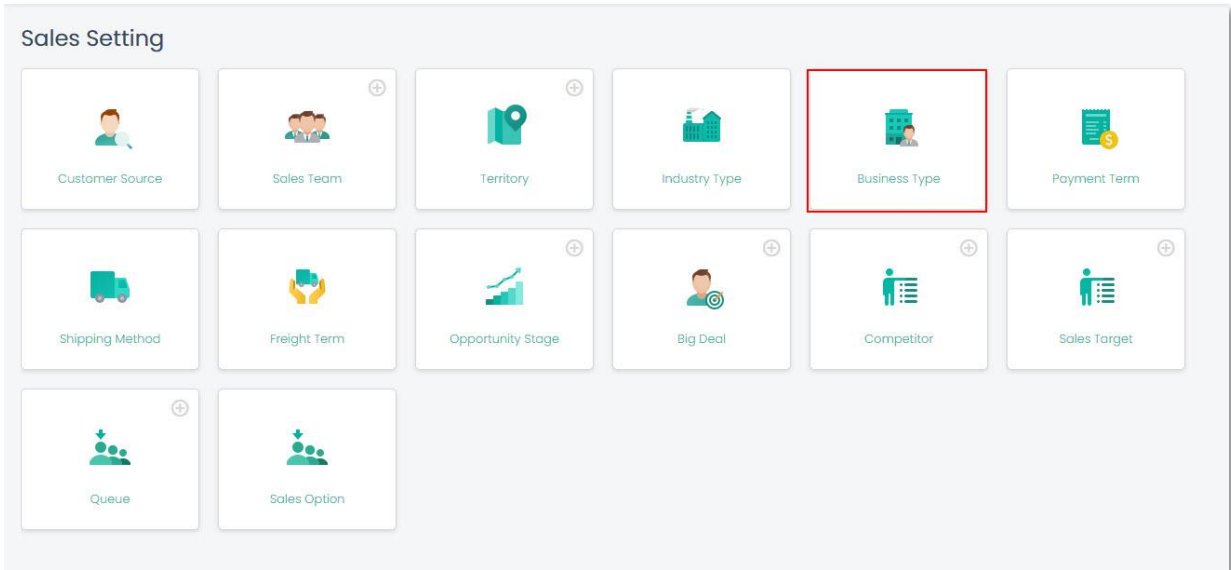 Sales Setting
Customer Source
Sales Team
Territory
Industry Type
Business Type
Payment Term
Shipping Method
Freight Term
Opportunity Stage
Big Deal
Competitor
Sales Target
Queue
Sales Option